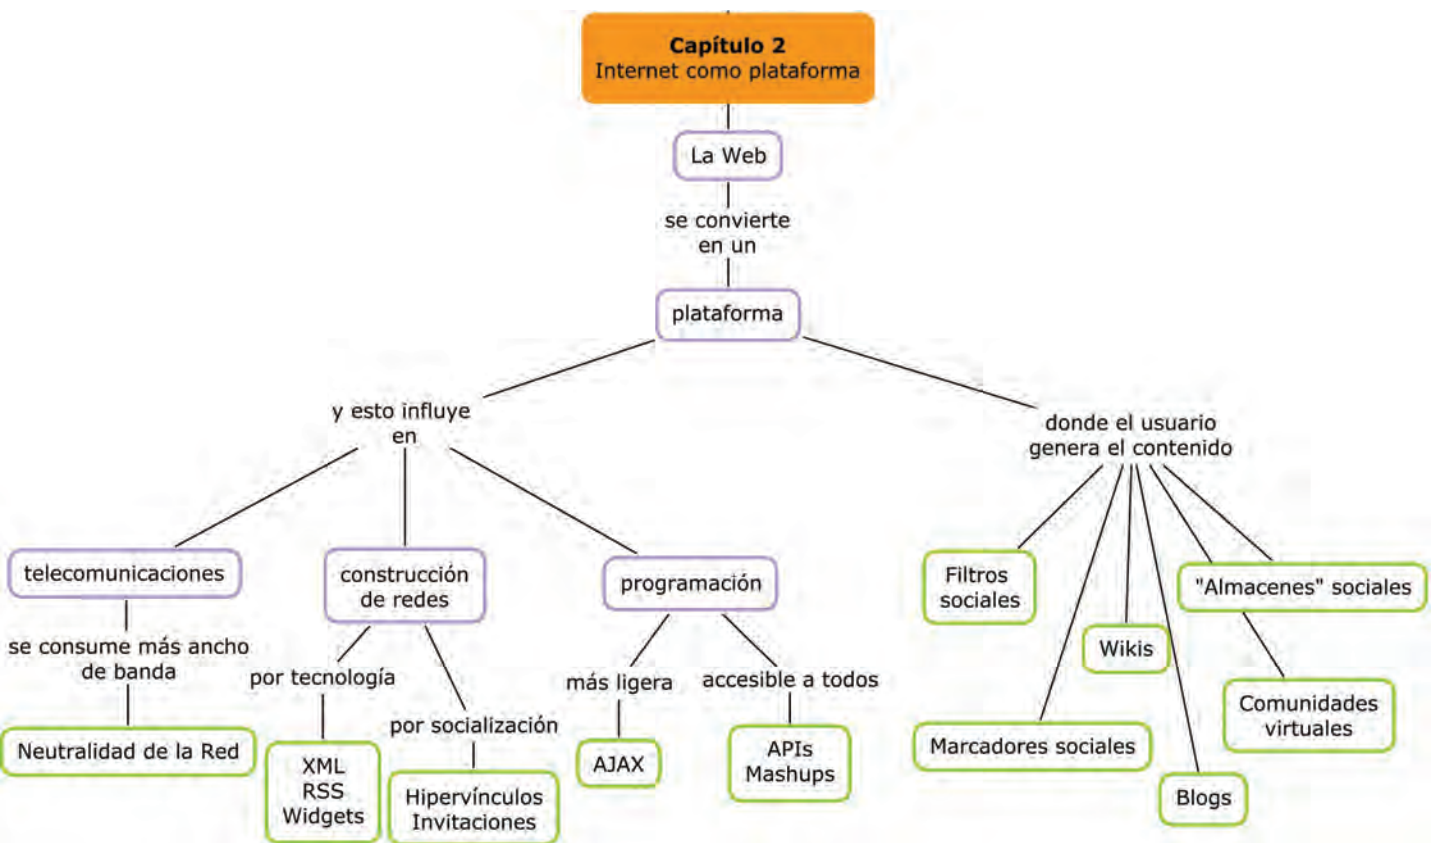 Capítulo 2
Internet como plataforma
La Web
se convierte
en un
plataforma
y esto influye
en
donde el usuario
genera el contenido
telecomunicaciones
construcción
de redes
programación
Filtros
sociales
"Almacenes" sociales
se consume más ancho
de banda
por tecnología
por socialización
más ligera
accesible a todos
Wikis
Comunidades
virtuales
Marcadores sociales
Blogs
Neutralidad de la Red
XML
RSS
Widgets
Hipervínculos
Invitaciones
AJAX
APIs
Mashups